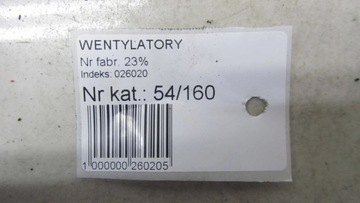 WENTYLATORY
Nr fabr. 23%
Indeks: 026020
Nr kat.: 54/160
1 000000 260205